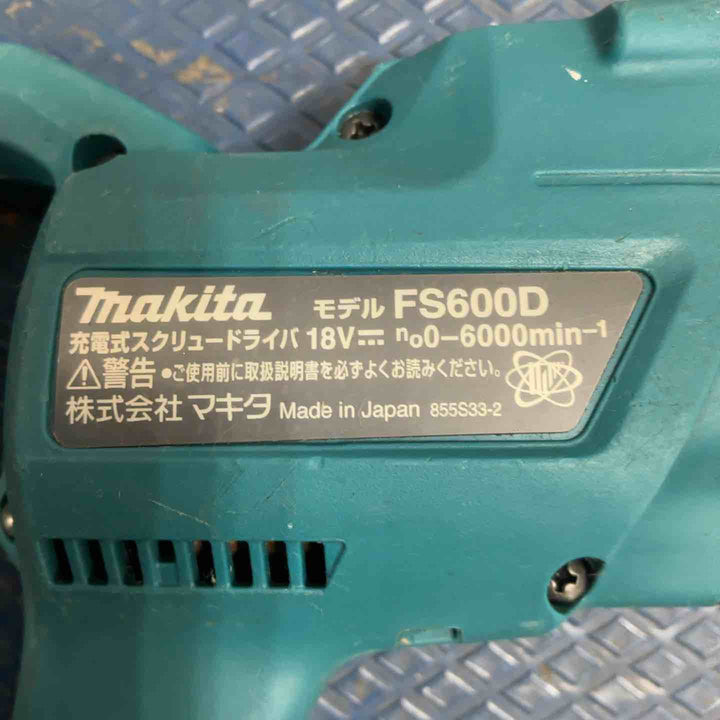 makita モデル FS600D
充電式スクリュードライバ 18V⎓ n₀0-6000min⁻¹
⚠警告 ●ご使用前に取扱説明書を必ずよくお読みください。
株式会社 マキタ Made in Japan 855S33-2